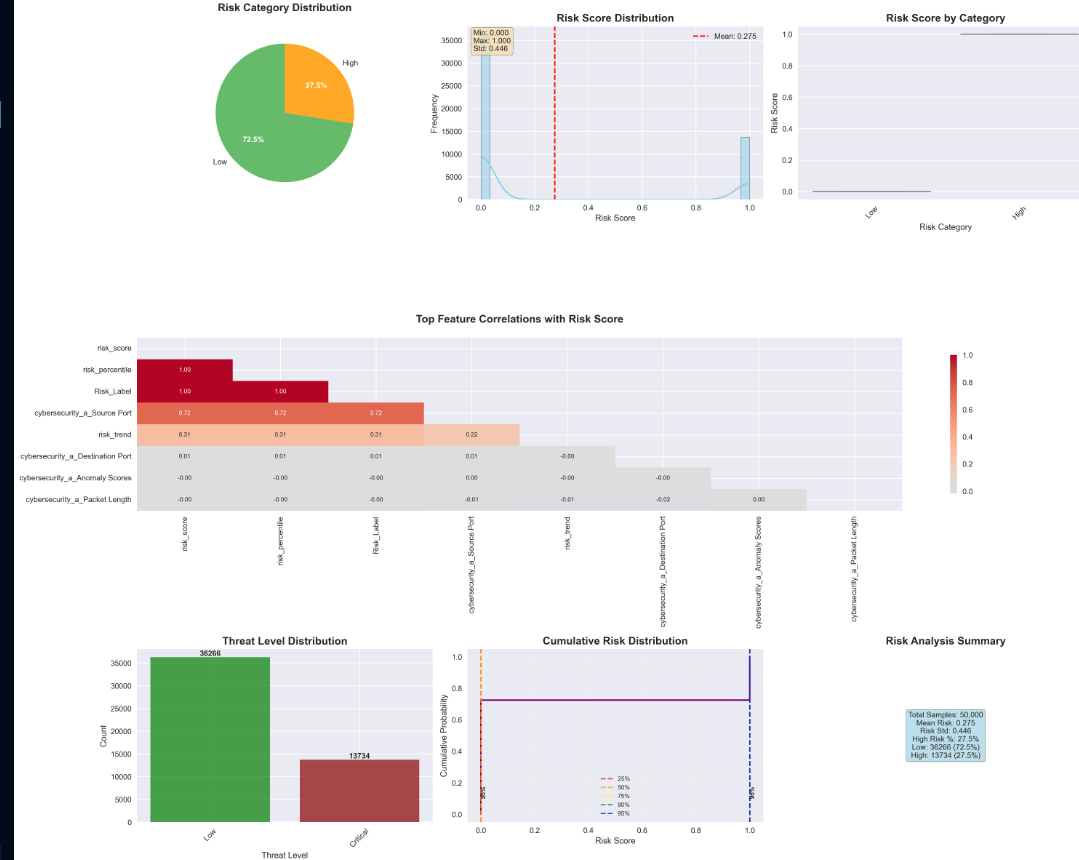 Risk Category Distribution
High
27.5%
72.5%
Low
Risk Score Distribution
Min: 0.000
Max: 1.000
Std: 0.446
Mean: 0.275
35000
30000
25000
20000
15000
10000
5000
0
Frequency
0.0 0.2 0.4 0.6 0.8 1.0
Risk Score
Risk Score by Category
1.0
0.8
0.6
0.4
0.2
0.0
Risk Score
Low High
Risk Category
Top Feature Correlations with Risk Score
risk_score
risk_percentile 1.00
Risk_Label 1.00 1.00
cybersecurity_a_Source Port 0.72 0.72 0.72
risk_trend 0.31 0.31 0.31 0.22
cybersecurity_a_Destination Port 0.01 0.01 0.01 0.01 -0.00
cybersecurity_a_Anomaly Scores -0.00 -0.00 -0.00 0.00 -0.00 -0.00
cybersecurity_a_Packet Length -0.00 -0.00 -0.00 -0.01 -0.01 -0.02 0.00
risk_score
risk_percentile
Risk_Label
cybersecurity_a_Source Port
risk_trend
cybersecurity_a_Destination Port
cybersecurity_a_Anomaly Scores
cybersecurity_a_Packet Length
1.0
0.8
0.6
0.4
0.2
0.0
Threat Level Distribution
36266
13734
35000
30000
25000
20000
15000
10000
5000
0
Count
Low Critical
Threat Level
Cumulative Risk Distribution
1.0
0.8
0.6
0.4
0.2
0.0
Cumulative Probability
25%
50%
75%
90%
95%
0.0 0.2 0.4 0.6 0.8 1.0
Risk Score
Risk Analysis Summary
Total Samples: 50,000
Mean Risk: 0.275
Risk Std: 0.446
High Risk %: 27.5%
Low: 36266 (72.5%)
High: 13734 (27.5%)